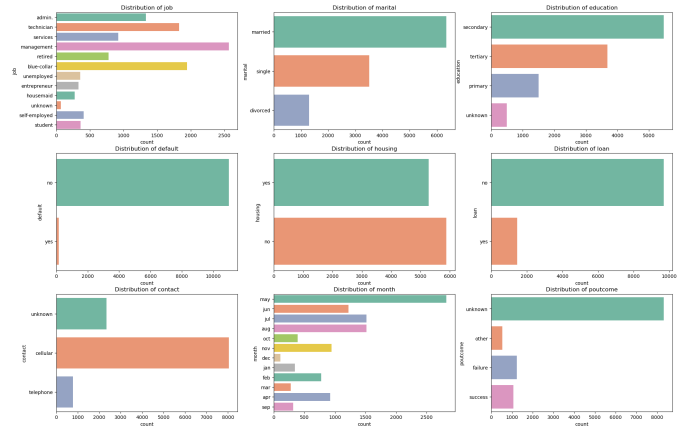 Distribution of job
job
admin.
technician
services
management
retired
blue-collar
unemployed
entrepreneur
housemaid
unknown
self-employed
student
0 500 1000 1500 2000 2500
count
Distribution of marital
marital
married
single
divorced
0 1000 2000 3000 4000 5000 6000
count
Distribution of education
education
secondary
tertiary
primary
unknown
0 1000 2000 3000 4000 5000
count
Distribution of default
default
no
yes
0 2000 4000 6000 8000 10000
count
Distribution of housing
housing
yes
no
0 1000 2000 3000 4000 5000 6000
count
Distribution of loan
loan
no
yes
0 2000 4000 6000 8000 10000
count
Distribution of contact
contact
unknown
cellular
telephone
0 1000 2000 3000 4000 5000 6000 7000 8000
count
Distribution of month
month
may
jun
jul
aug
oct
nov
dec
jan
feb
mar
apr
sep
0 500 1000 1500 2000 2500
count
Distribution of poutcome
poutcome
unknown
other
failure
success
0 2000 4000 6000 8000
count